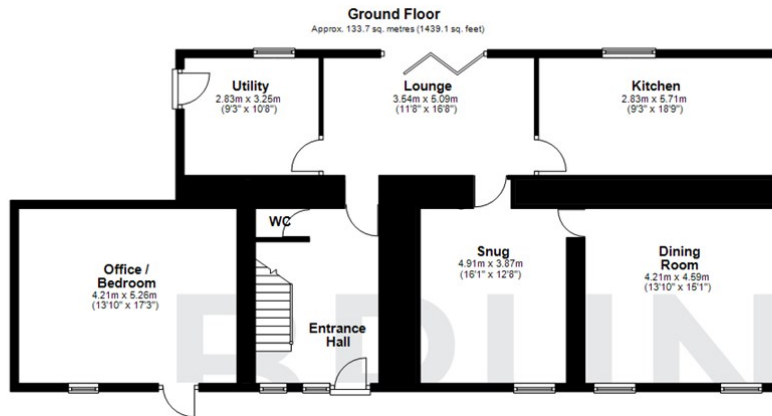 Ground Floor
Approx. 133.7 sq. metres (1439.1 sq. feet)
Utility
2.83m x 3.25m
(9'3" x 10'8")
Lounge
3.54m x 5.09m
(11'8" x 16'8")
Kitchen
2.83m x 5.71m
(9'3" x 18'9")
WC
Office /
Bedroom
4.21m x 5.26m
(13'10" x 17'3")
Entrance
Hall
Snug
4.91m x 3.87m
(16'1" x 12'8")
Dining
Room
4.21m x 4.59m
(13'10" x 15'1")